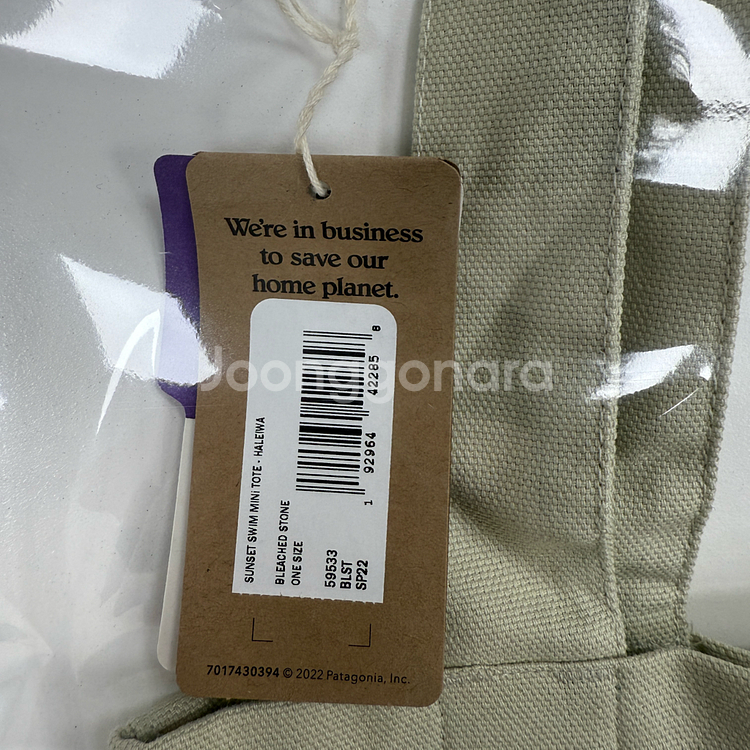 We're in business
to save our
home planet.
SUNSET SWIM MINI TOTE - HALEIWA
BLEACHED STONE
ONE SIZE
59533
BLST
SP22
1 92964 42285 8
Joonggonara
7017430394 © 2022 Patagonia, Inc.